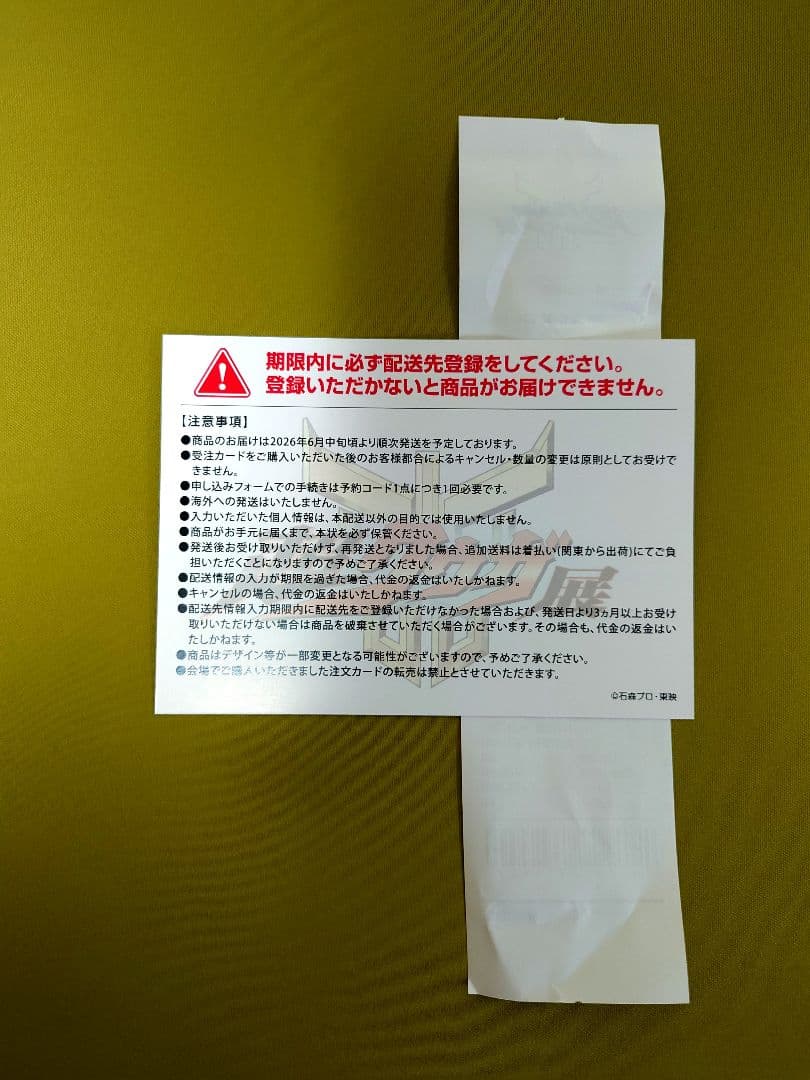 期限内に必ず配送先登録をしてください。
登録いただかないと商品がお届けできません。
【注意事項】
●商品のお届けは2026年6月中旬頃より順次発送を予定しております。
●受注カードをご購入いただいた後のお客様都合によるキャンセル・数量の変更は原則としてお受けで
きません。
●申し込みフォームでの手続きは予約コード1点につき1回必要です。
●海外への発送はいたしません。
●入力いただいた個人情報は、本配送以外の目的では使用いたしません。
●商品がお手元に届くまで、本状を必ず保管ください。
●発送後お受け取りいただけず、再発送となりました場合、追加送料は着払い(関東から出荷)にてご負
担いただくことになりますので予めご了承ください。
●配送情報の入力が期限を過ぎた場合、代金の返金はいたしかねます。
●キャンセルの場合、代金の返金はいたしかねます。
●配送先情報入力期限内に配送先をご登録いただけなかった場合および、発送日より3ヵ月以上お受け
取りいただけない場合は商品を破棄させていただく場合がございます。その場合も、代金の返金はい
たしかねます。
●商品はデザイン等が一部変更となる可能性がございますので、予めご了承ください。
●会場でご購入いただきました注文カードの転売は禁止とさせていただきます。
展
©石森プロ・東映